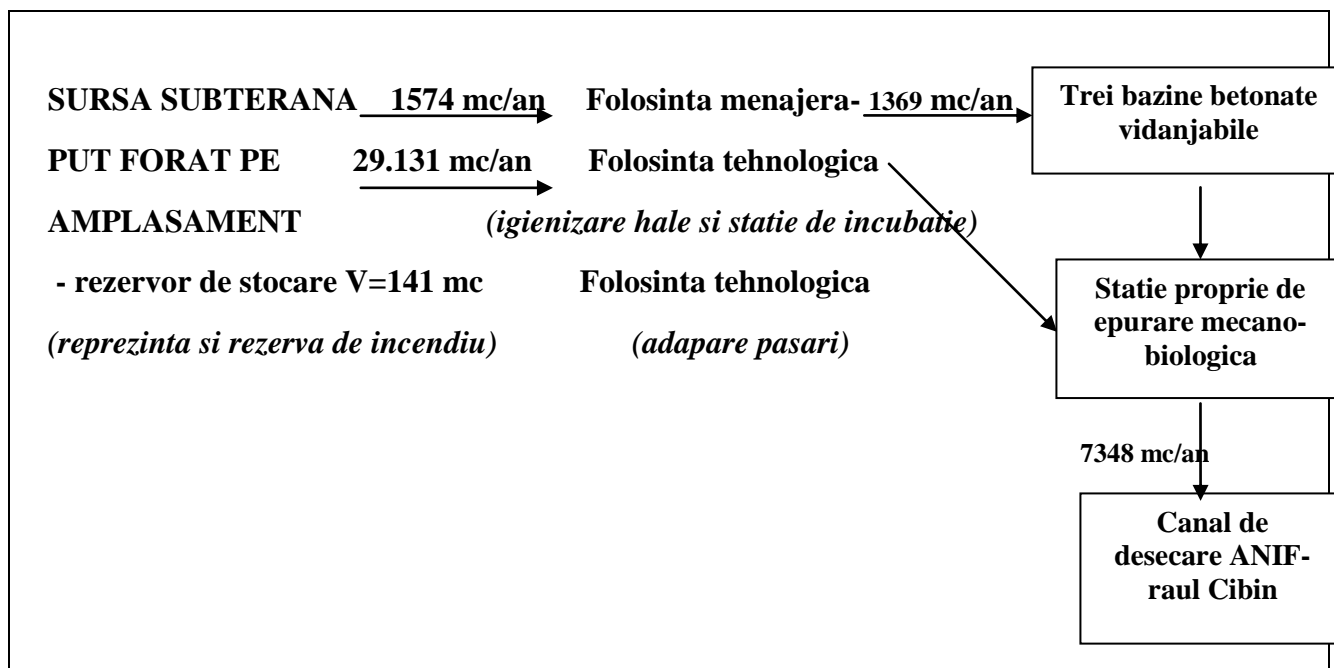 SURSA SUBTERANA 1574 mc/an Folosinta menajera- 1369 mc/an
PUT FORAT PE 29.131 mc/an Folosinta tehnologica
AMPLASAMENT (igienizare hale si statie de incubatie)
- rezervor de stocare V=141 mc Folosinta tehnologica
(reprezinta si rezerva de incendiu) (adapare pasari)
Trei bazine betonate
vidanjabile
Statie proprie de
epurare mecano-
biologica
7348 mc/an
Canal de
desecare ANIF-
raul Cibin